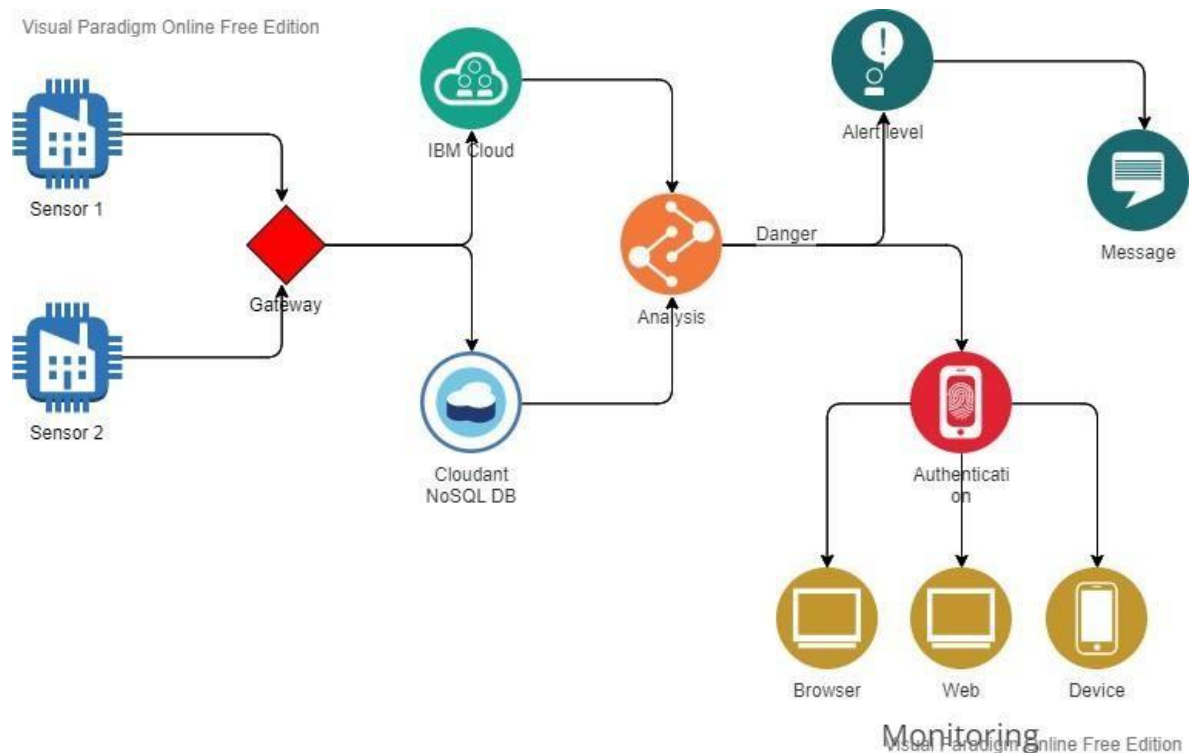 Visual Paradigm Online Free Edition
Sensor 1
Sensor 2
Gateway
IBM Cloud
Cloudant
NoSQL DB
Analysis
Danger
Alert level
Message
Authenticati
on
Browser
Web
Device
Monitoring
Visual Paradigm Online Free Edition